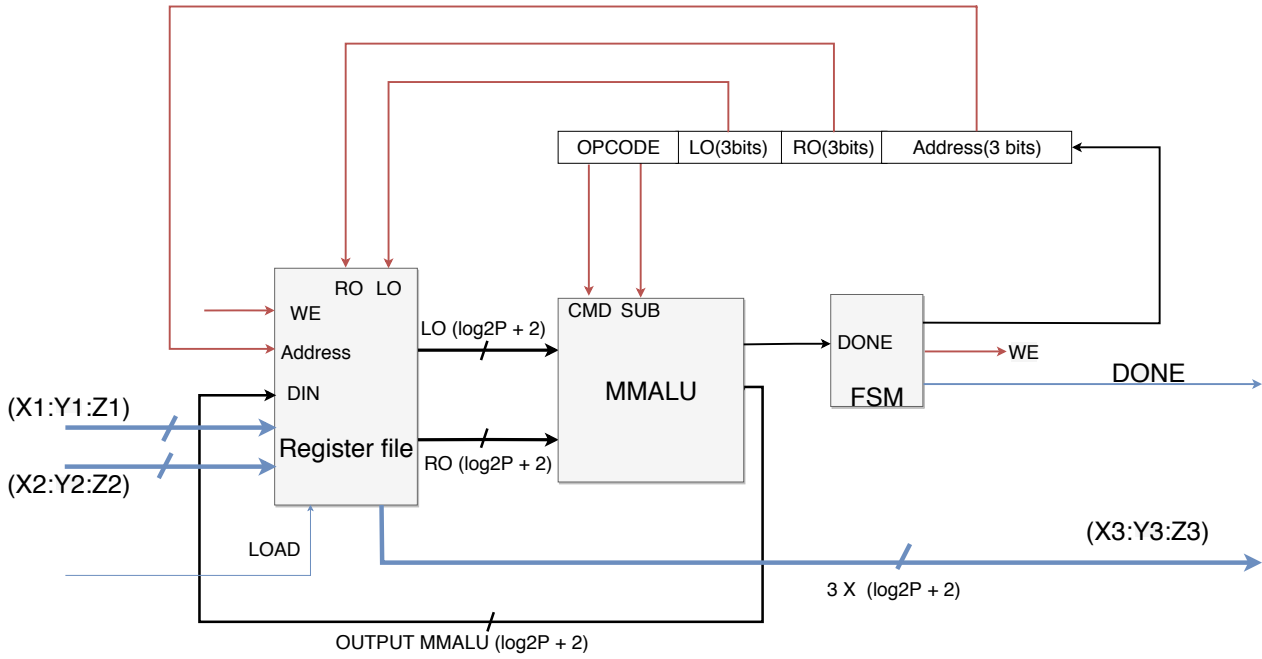 OPCODE LO(3bits) RO(3bits) Address(3 bits)
RO LO
WE
Address
DIN
Register file
(X1:Y1:Z1)
(X2:Y2:Z2)
LOAD
LO (log2P + 2)
RO (log2P + 2)
CMD SUB
MMALU
DONE
FSM
WE
DONE
(X3:Y3:Z3)
3 X (log2P + 2)
OUTPUT MMALU (log2P + 2)